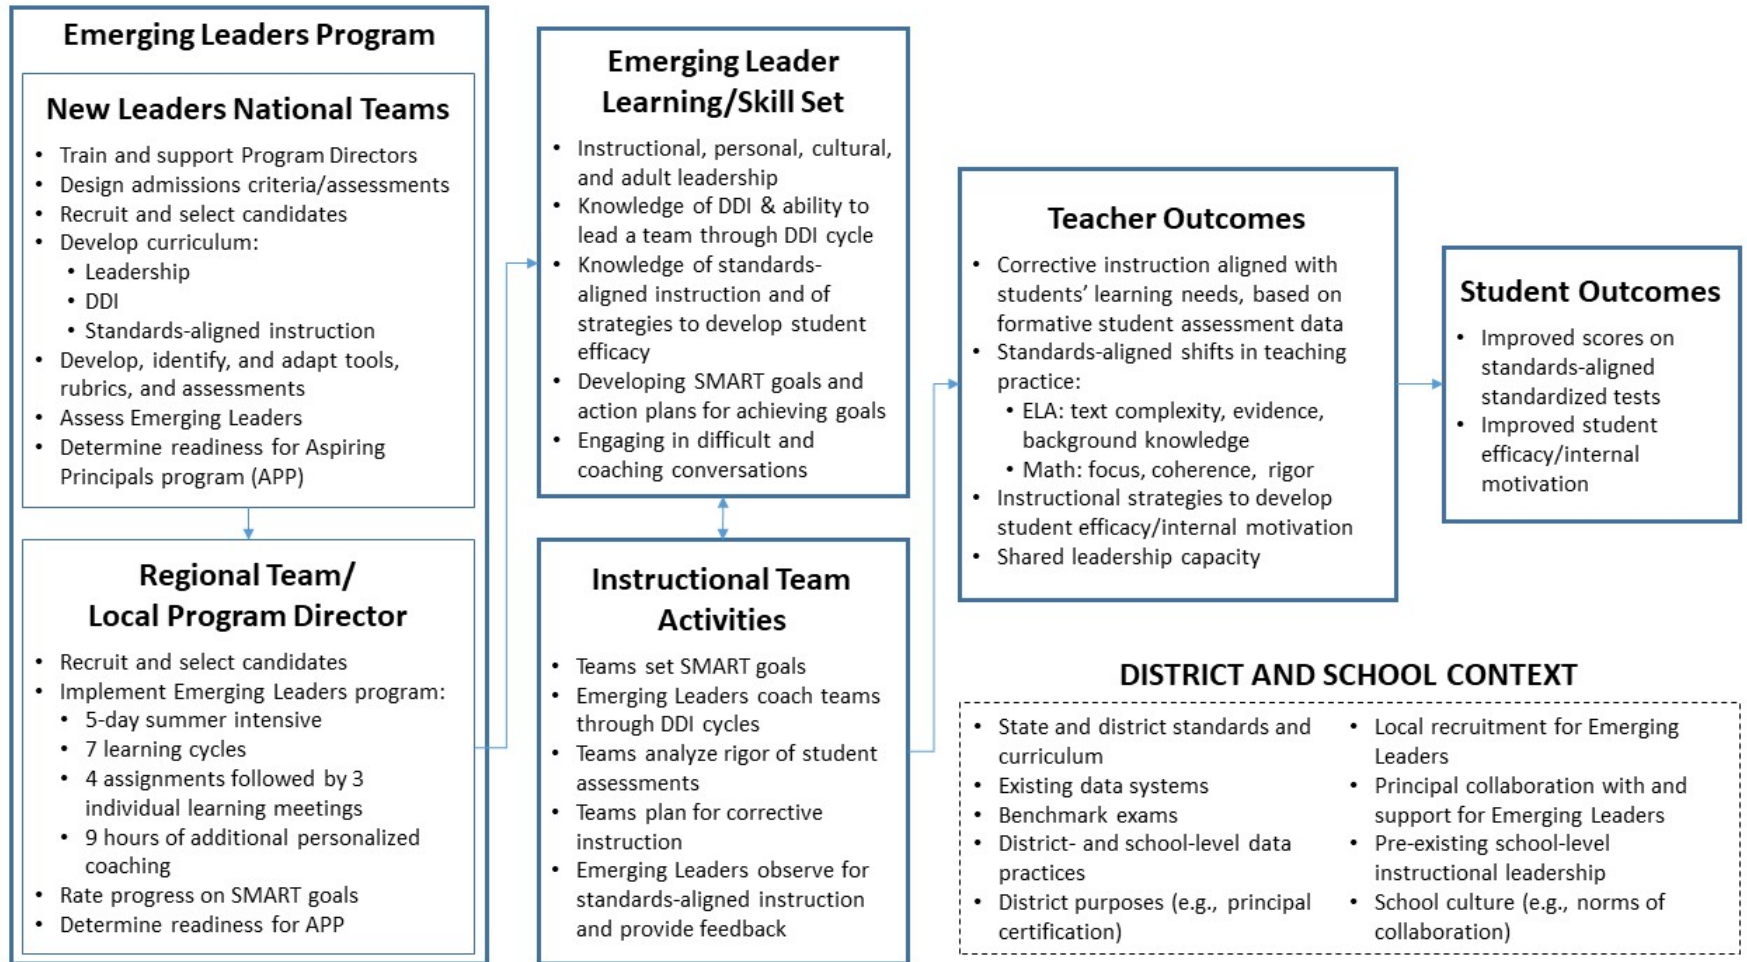 Emerging Leaders Program
New Leaders National Teams
• Train and support Program Directors
• Design admissions criteria/assessments
• Recruit and select candidates
• Develop curriculum:
• Leadership
• DDI
• Standards-aligned instruction
• Develop, identify, and adapt tools,
rubrics, and assessments
• Assess Emerging Leaders
• Determine readiness for Aspiring
Principals program (APP)
Regional Team/
Local Program Director
• Recruit and select candidates
• Implement Emerging Leaders program:
• 5-day summer intensive
• 7 learning cycles
• 4 assignments followed by 3
individual learning meetings
• 9 hours of additional personalized
coaching
• Rate progress on SMART goals
• Determine readiness for APP
Emerging Leader
Learning/Skill Set
• Instructional, personal, cultural,
and adult leadership
• Knowledge of DDI & ability to
lead a team through DDI cycle
• Knowledge of standards-
aligned instruction and of
strategies to develop student
efficacy
• Developing SMART goals and
action plans for achieving goals
• Engaging in difficult and
coaching conversations
Instructional Team
Activities
• Teams set SMART goals
• Emerging Leaders coach teams
through DDI cycles
• Teams analyze rigor of student
assessments
• Teams plan for corrective
instruction
• Emerging Leaders observe for
standards-aligned instruction
and provide feedback
Teacher Outcomes
• Corrective instruction aligned with
students’ learning needs, based on
formative student assessment data
• Standards-aligned shifts in teaching
practice:
• ELA: text complexity, evidence,
background knowledge
• Math: focus, coherence, rigor
• Instructional strategies to develop
student efficacy/internal motivation
• Shared leadership capacity
Student Outcomes
• Improved scores on
standards-aligned
standardized tests
• Improved student
efficacy/internal
motivation
DISTRICT AND SCHOOL CONTEXT
• State and district standards and
curriculum
• Existing data systems
• Benchmark exams
• District- and school-level data
practices
• District purposes (e.g., principal
certification)
• Local recruitment for Emerging
Leaders
• Principal collaboration with and
support for Emerging Leaders
• Pre-existing school-level
instructional leadership
• School culture (e.g., norms of
collaboration)